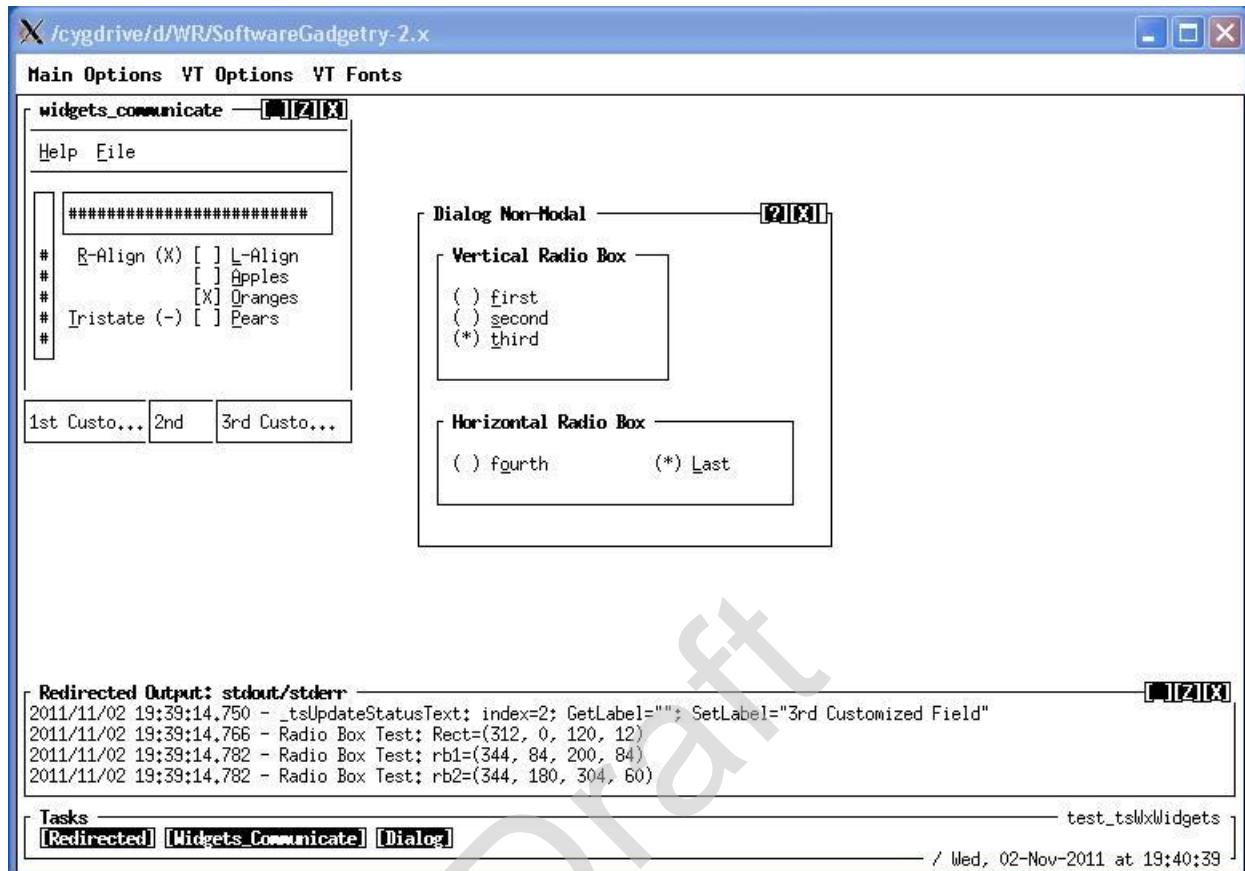 /cygdrive/d/WR/SoftwareGadgetry-2.x
Main Options VT Options VT Fonts
widgets_communicate [_][Z][X]
Help File
#########################
R-Align (X) [ ] L-Align
[ ] Apples
[X] Oranges
Tristate (-) [ ] Pears
#
#
#
#
#
1st Custo... 2nd 3rd Custo...
Dialog Non-Modal [?][X]
Vertical Radio Box
( ) first
( ) second
(*) third
Horizontal Radio Box
( ) fourth (*) Last
Redirected Output: stdout/stderr [_][Z][X]
2011/11/02 19:39:14.750 - _tsUpdateStatusText: index=2; GetLabel=""; SetLabel="3rd Customized Field"
2011/11/02 19:39:14.766 - Radio Box Test: Rect=(312, 0, 120, 12)
2011/11/02 19:39:14.782 - Radio Box Test: rb1=(344, 84, 200, 84)
2011/11/02 19:39:14.782 - Radio Box Test: rb2=(344, 180, 304, 60)
Tasks test_tsWxWidgets
[Redirected] [Widgets_Communicate] [Dialog]
/ Wed, 02-Nov-2011 at 19:40:39
Draft